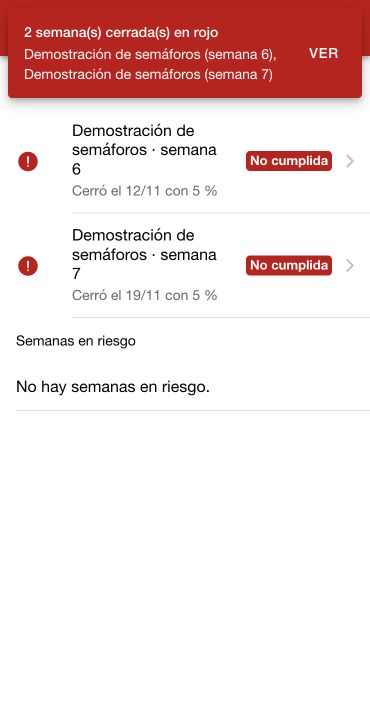 2 semana(s) cerrada(s) en rojo
Demostración de semáforos (semana 6),
Demostración de semáforos (semana 7)
VER
Demostración de
semáforos · semana
6
Cerró el 12/11 con 5 %
No cumplida
Demostración de
semáforos · semana
7
Cerró el 19/11 con 5 %
No cumplida
Semanas en riesgo
No hay semanas en riesgo.